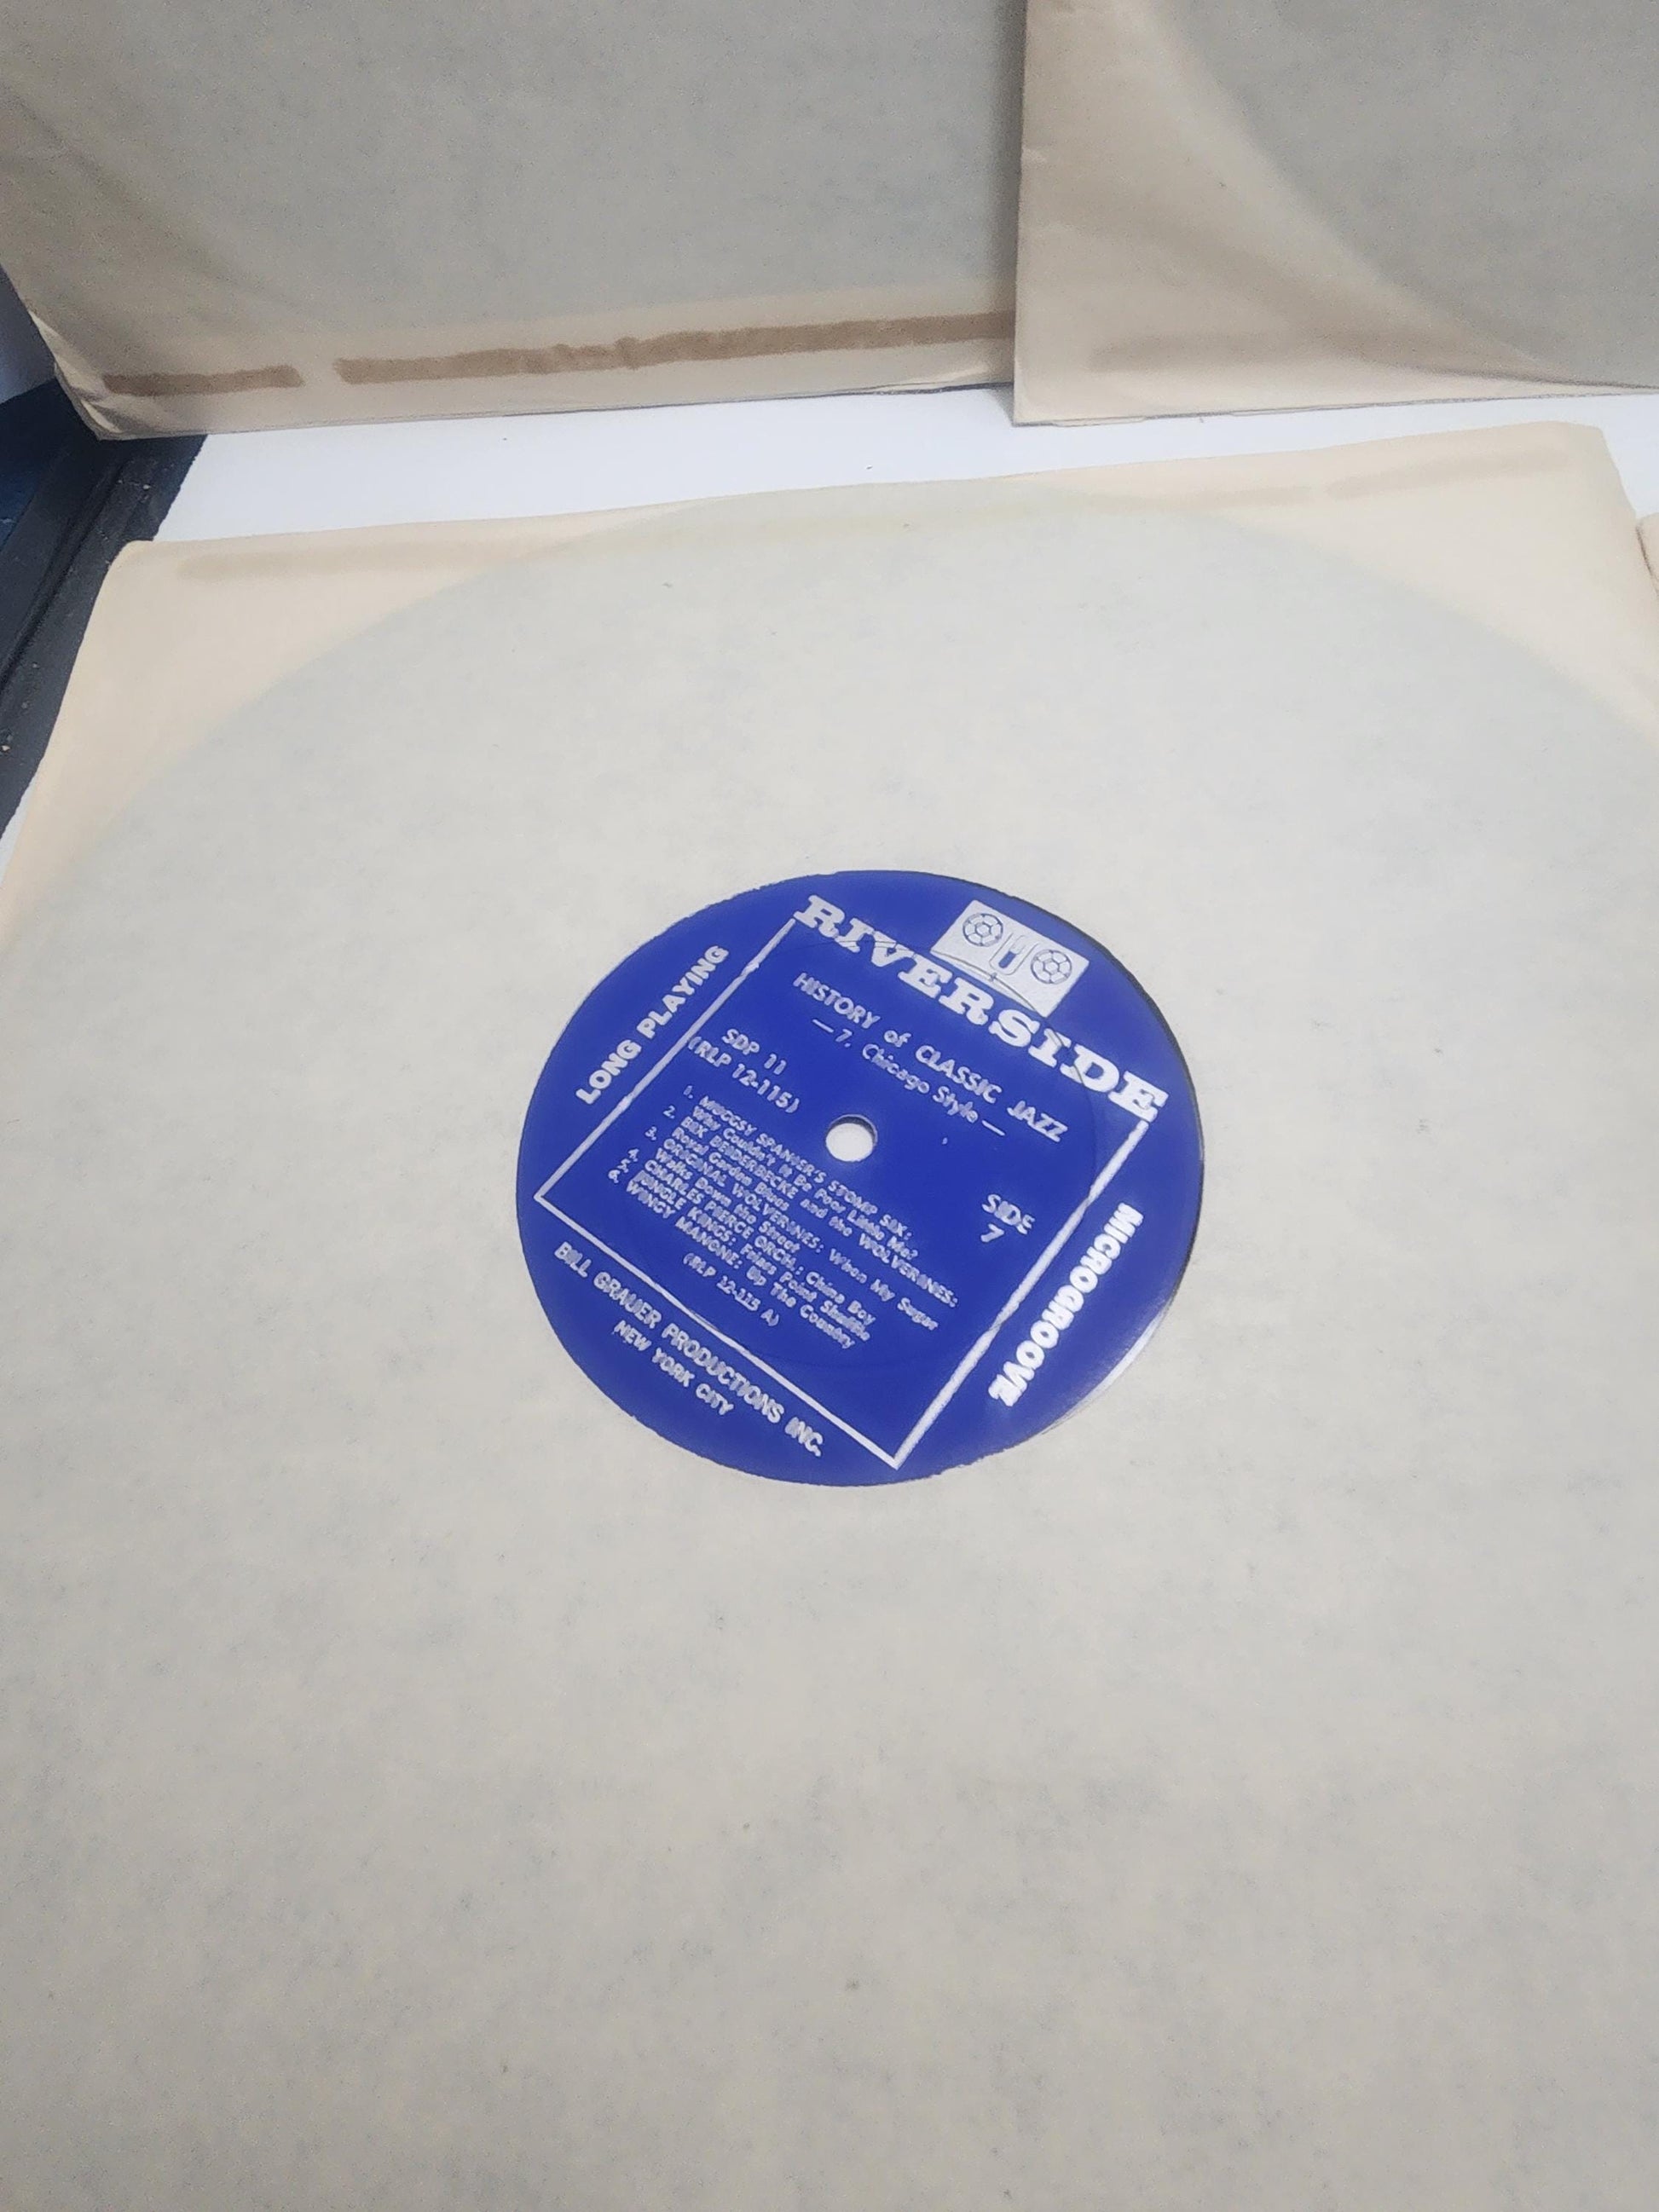 RIVERSIDE
HISTORY of CLASSIC JAZZ
—7. Chicago Style—
SDP 11
(RLP 12-115)
SIDE
7
1. MUGGSY SPANIER'S STOMP SIX:
Why Couldn't It Be Poor Little Me?
2. BIX BEIDERBECKE and the WOLVERINES:
Royal Garden Blues
3. ORIGINAL WOLVERINES: When My Sugar
Walks Down the Street
4. CHARLES PIERCE ORCH.: China Boy
5. JUNGLE KINGS: Friars Point Shuffle
6. WINGY MANONE: Up The Country
(RLP 12-115 A)
LONG PLAYING
MICROGROOVE
BILL GRAUER PRODUCTIONS INC.
NEW YORK CITY